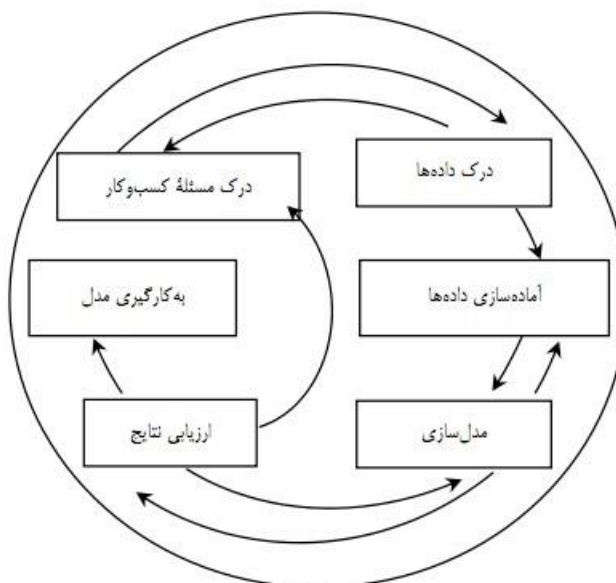 درک داده‌ها
درک مسئلهٔ کسب‌وکار
آماده‌سازی داده‌ها
به‌کارگیری مدل
مدل‌سازی
ارزیابی نتایج